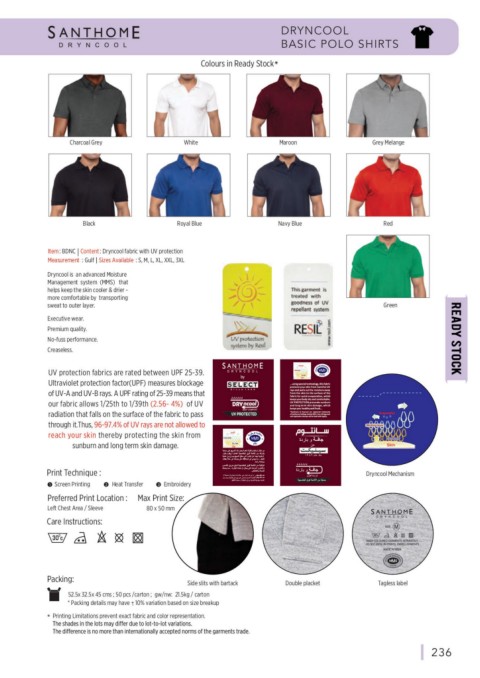 SANTHOME
DRYNCOOL
DRYNCOOL
BASIC POLO SHIRTS
Colours in Ready Stock*
Charcoal Grey
White
Maroon
Grey Melange
Black
Royal Blue
Navy Blue
Red
Green
Item : BDNC | Content : Dryncool fabric with UV protection
Measurement : Gulf | Sizes Available : S, M, L, XL, XXL, 3XL
Dryncool is an advanced Moisture
Management system (MMS) that
helps keep the skin cooler & drier -
more comfortable by transporting
sweat to outer layer.
Executive wear.
Premium quality.
No-fuss performance.
Creaseless.
UV protection
system by Resil
This garment is
treated with
goodness of UV
repellant system
RESIL
READY STOCK
UV protection fabrics are rated between UPF 25-39.
Ultraviolet protection factor(UPF) measures blockage
of UV-A and UV-B rays. A UPF rating of 25-39 means that
our fabric allows 1/25th to 1/39th (2.56- 4%) of UV
radiation that falls on the surface of the fabric to pass
through it.Thus, 96-97.4% of UV rays are not allowed to
reach your skin thereby protecting the skin from
sunburn and long term skin damage.
SANTHOME
DRYNCOOL
by
SELECT
DRYNCOOL
UV PROTECTED
سانتوم
Dryncool Mechanism
Print Technique :
Screen Printing
Heat Transfer
Embroidery
Preferred Print Location : Max Print Size:
Left Chest Area / Sleeve 80 x 50 mm
Care Instructions:
30°c
SANTHOME
DRYNCOOL
M
Side slits with bartack
Double placket
Tagless label
Packing:
52.5x 32.5x 45 cms ; 50 pcs /carton ; gw/nw: 21.5kg / carton
* Packing details may have ± 10% variation based on size breakup
* Printing Limitations prevent exact fabric and color representation.
The shades in the lots may differ due to lot-to-lot variations.
The difference is no more than internationally accepted norms of the garments trade.
236